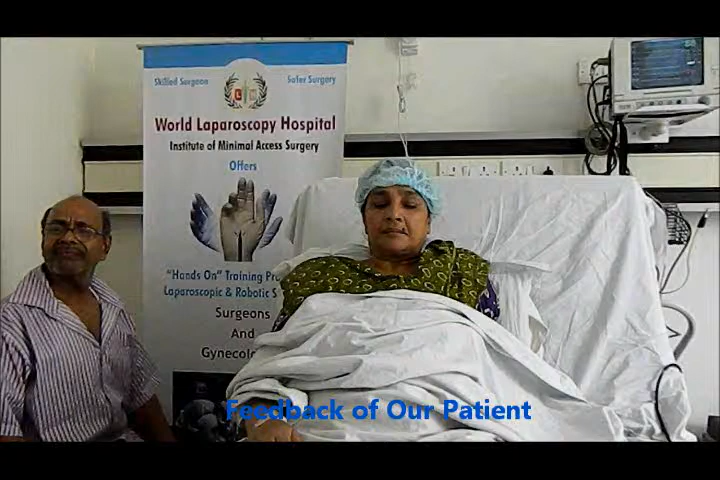 Skilled Surgeon Safer Surgery
World Laparoscopy Hospital
Institute of Minimal Access Surgery
Offers
"Hands On" Training
Laparoscopic & Robotic
Surgeons
And
Feedback of Our Patient